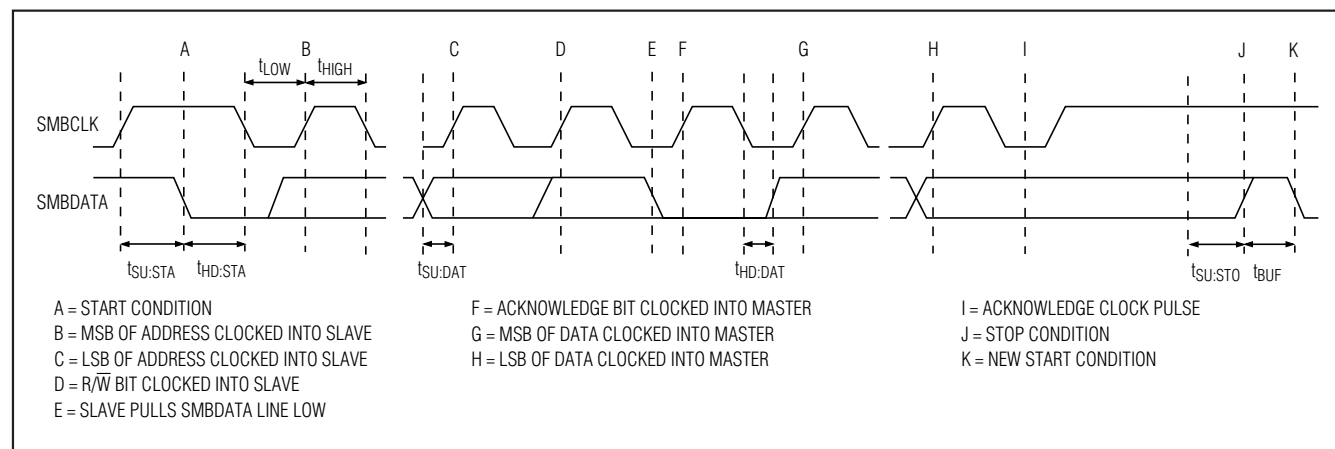 A B C D E F G H I J K
tLOW tHIGH
SMBCLK
SMBDATA
tSU:STA tHD:STA tSU:DAT tHD:DAT tSU:STO tBUF
A = START CONDITION
B = MSB OF ADDRESS CLOCKED INTO SLAVE
C = LSB OF ADDRESS CLOCKED INTO SLAVE
D = R/W̅ BIT CLOCKED INTO SLAVE
E = SLAVE PULLS SMBDATA LINE LOW
F = ACKNOWLEDGE BIT CLOCKED INTO MASTER
G = MSB OF DATA CLOCKED INTO MASTER
H = LSB OF DATA CLOCKED INTO MASTER
I = ACKNOWLEDGE CLOCK PULSE
J = STOP CONDITION
K = NEW START CONDITION